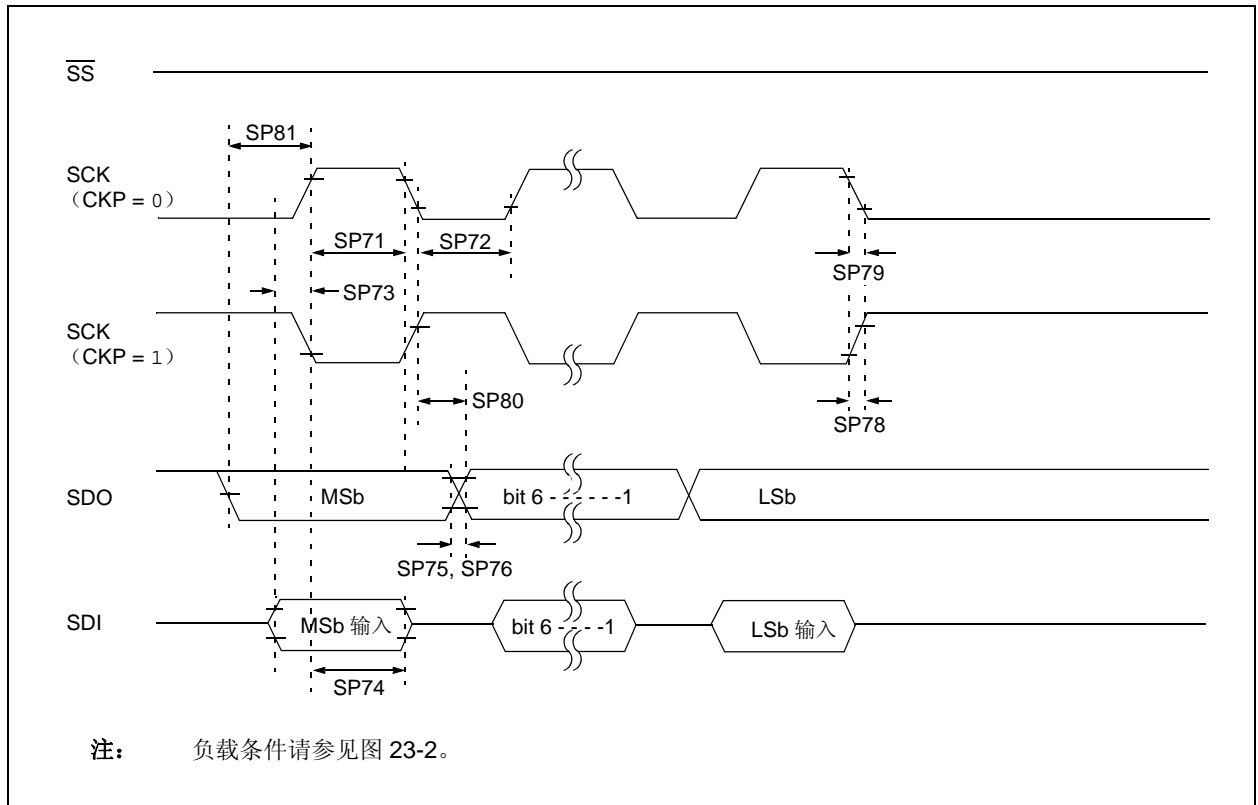 SS
SP81
SCK
（CKP = 0）
SP71
SP72
SP79
SP73
SCK
（CKP = 1）
SP80
SP78
SDO
MSb
bit 6 - - - - - -1
LSb
SP75, SP76
SDI
MSb 输入
bit 6 - - - -1
LSb 输入
SP74
注： 负载条件请参见图 23-2。